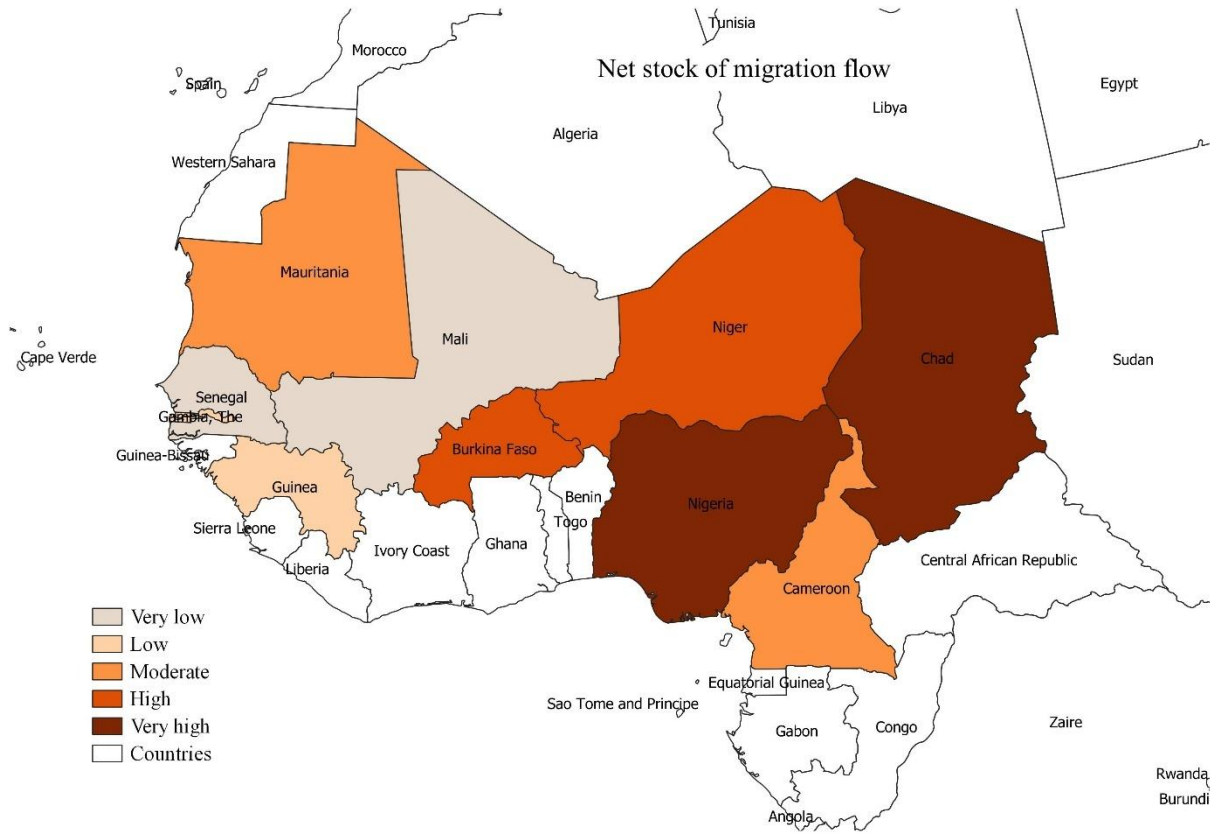 Tunisia
Morocco
Net stock of migration flow
Spain
Egypt
Libya
Algeria
Western Sahara
Mauritania
Niger
Mali
Cape Verde
Chad
Sudan
Senegal
Gambia, The
Guinea-Bissau
Burkina Faso
Guinea
Benin
Nigeria
Togo
Sierra Leone
Ghana
Ivory Coast
Central African Republic
Liberia
Cameroon
Very low
Low
Moderate
High
Very high
Countries
Equatorial Guinea
Sao Tome and Principe
Gabon
Congo
Zaire
Rwanda
Burundi
Angola